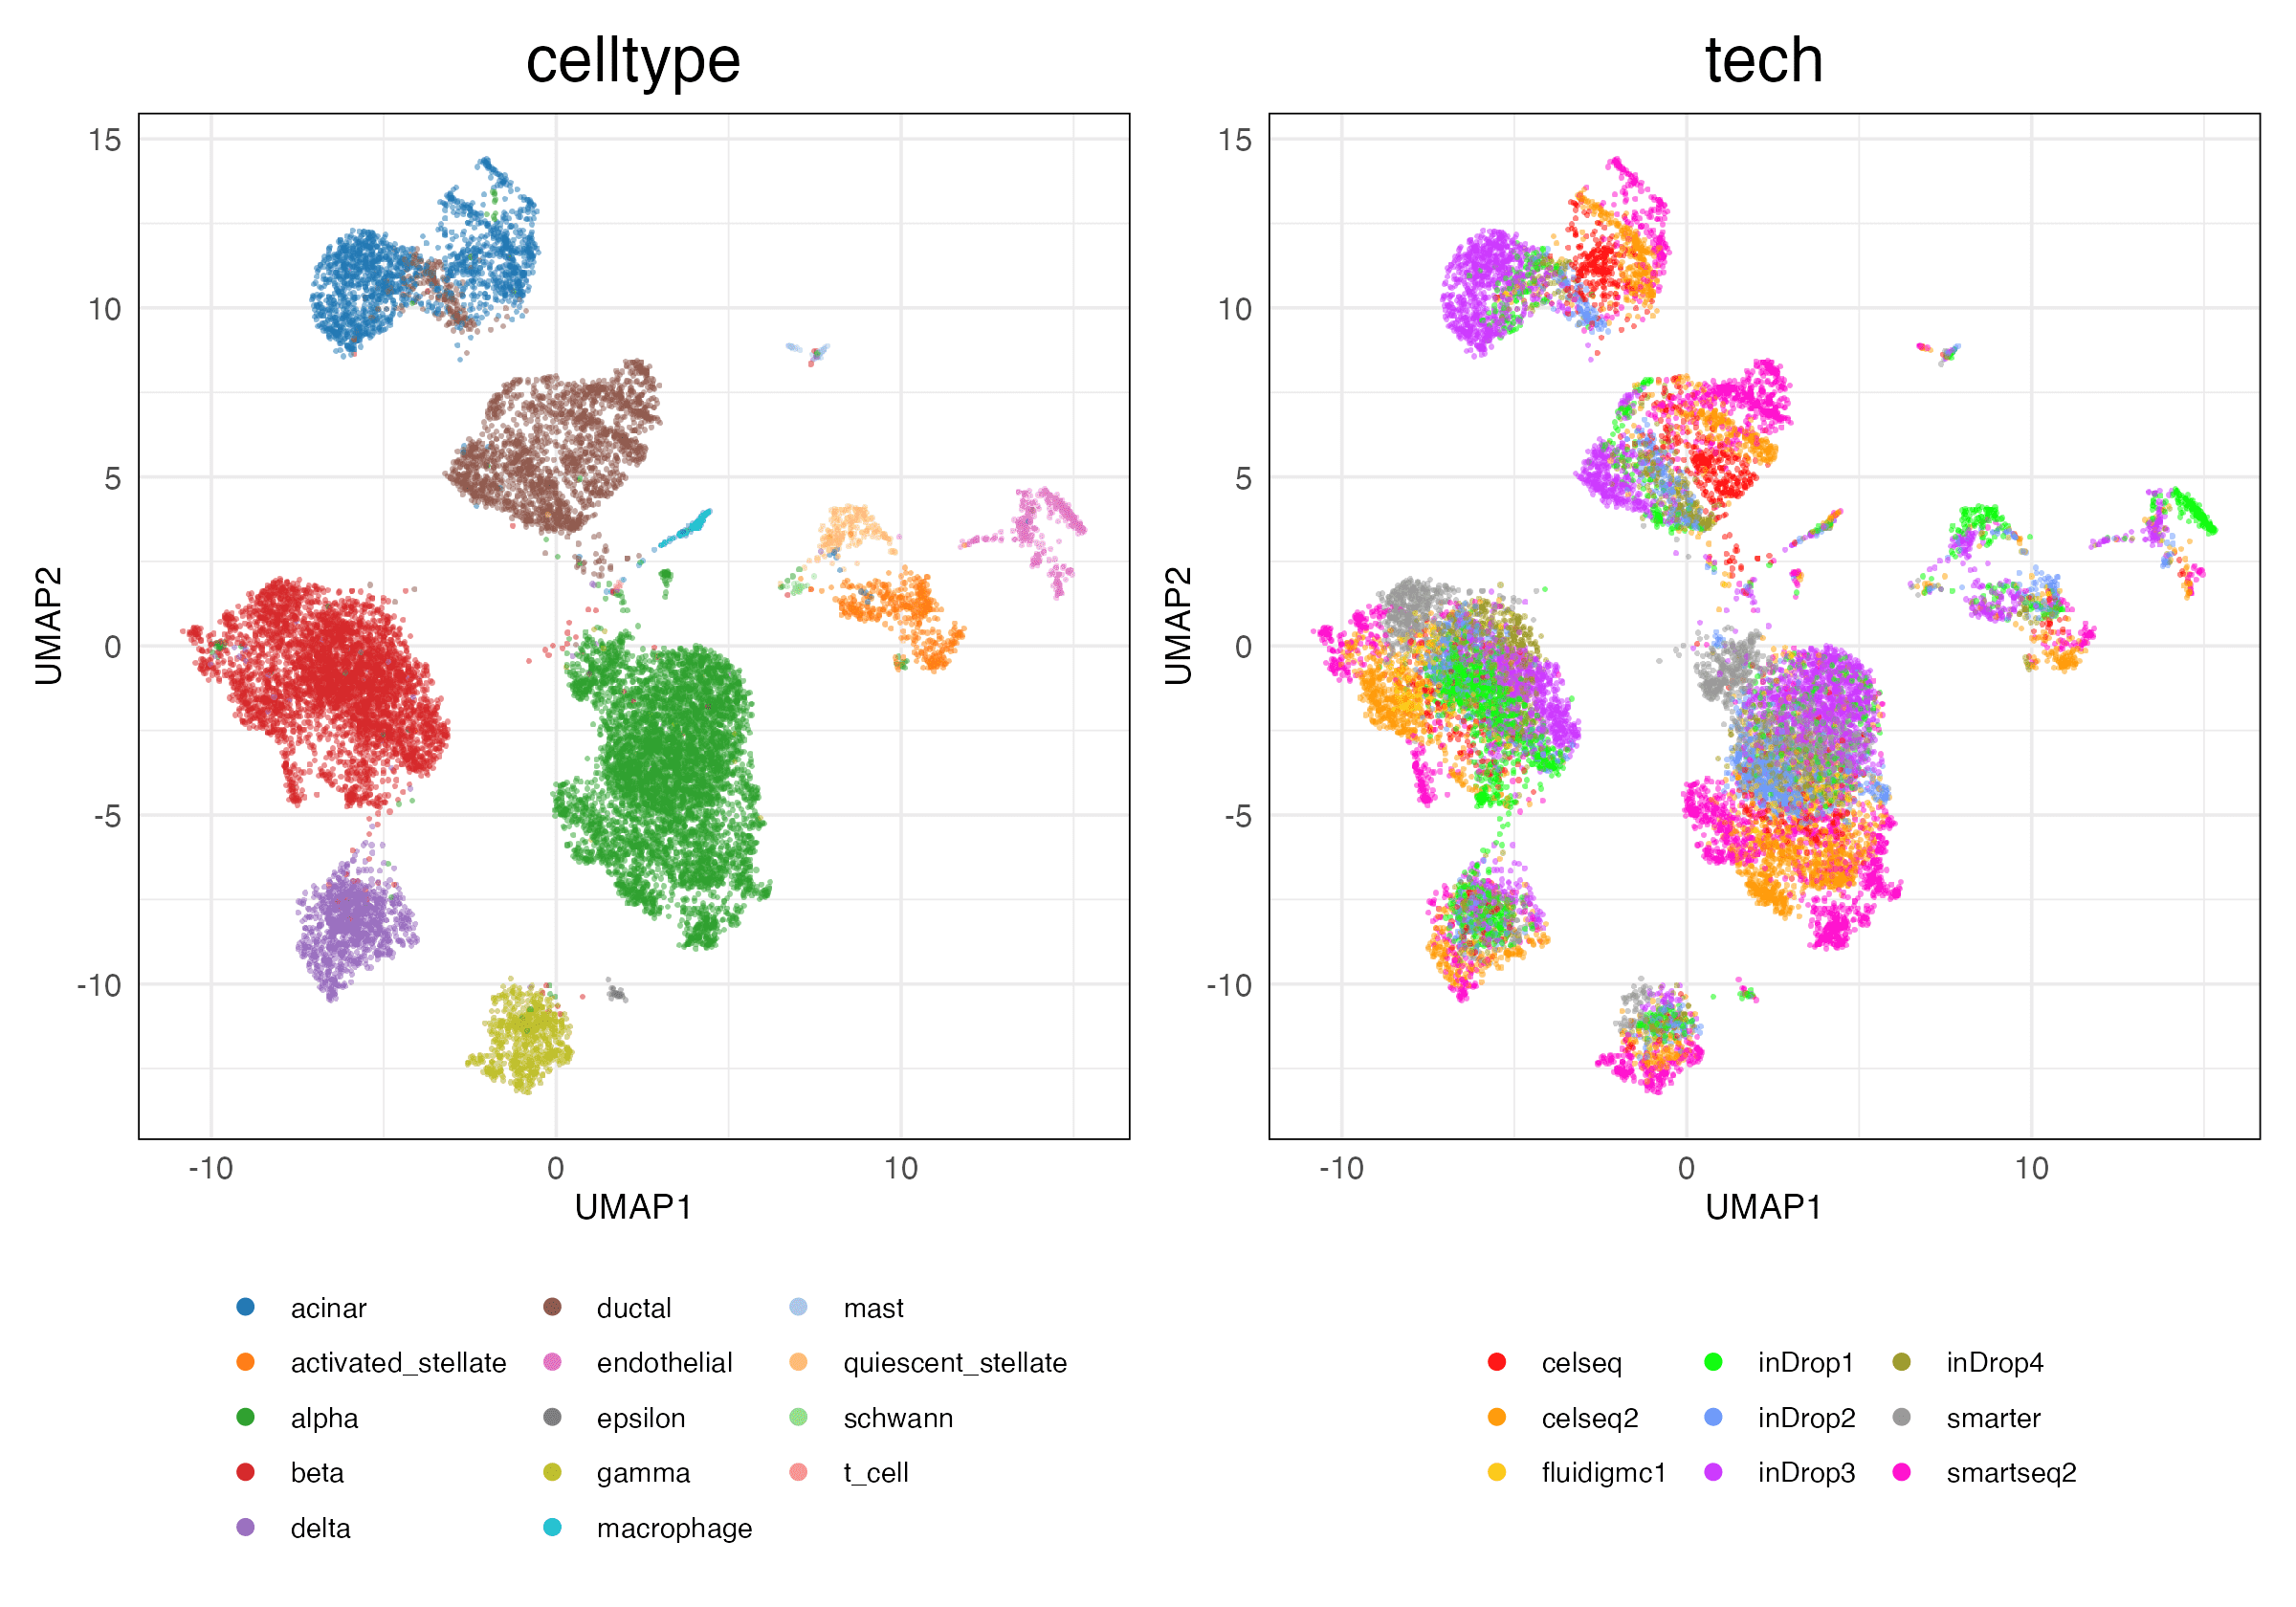 celltype
15
10
5
0
-5
-10
UMAP2
-10 0 10
UMAP1
acinar
activated_stellate
alpha
beta
delta
ductal
endothelial
epsilon
gamma
macrophage
mast
quiescent_stellate
schwann
t_cell
tech
15
10
5
0
-5
-10
UMAP2
-10 0 10
UMAP1
celseq
celseq2
fluidigmc1
inDrop1
inDrop2
inDrop3
inDrop4
smarter
smartseq2